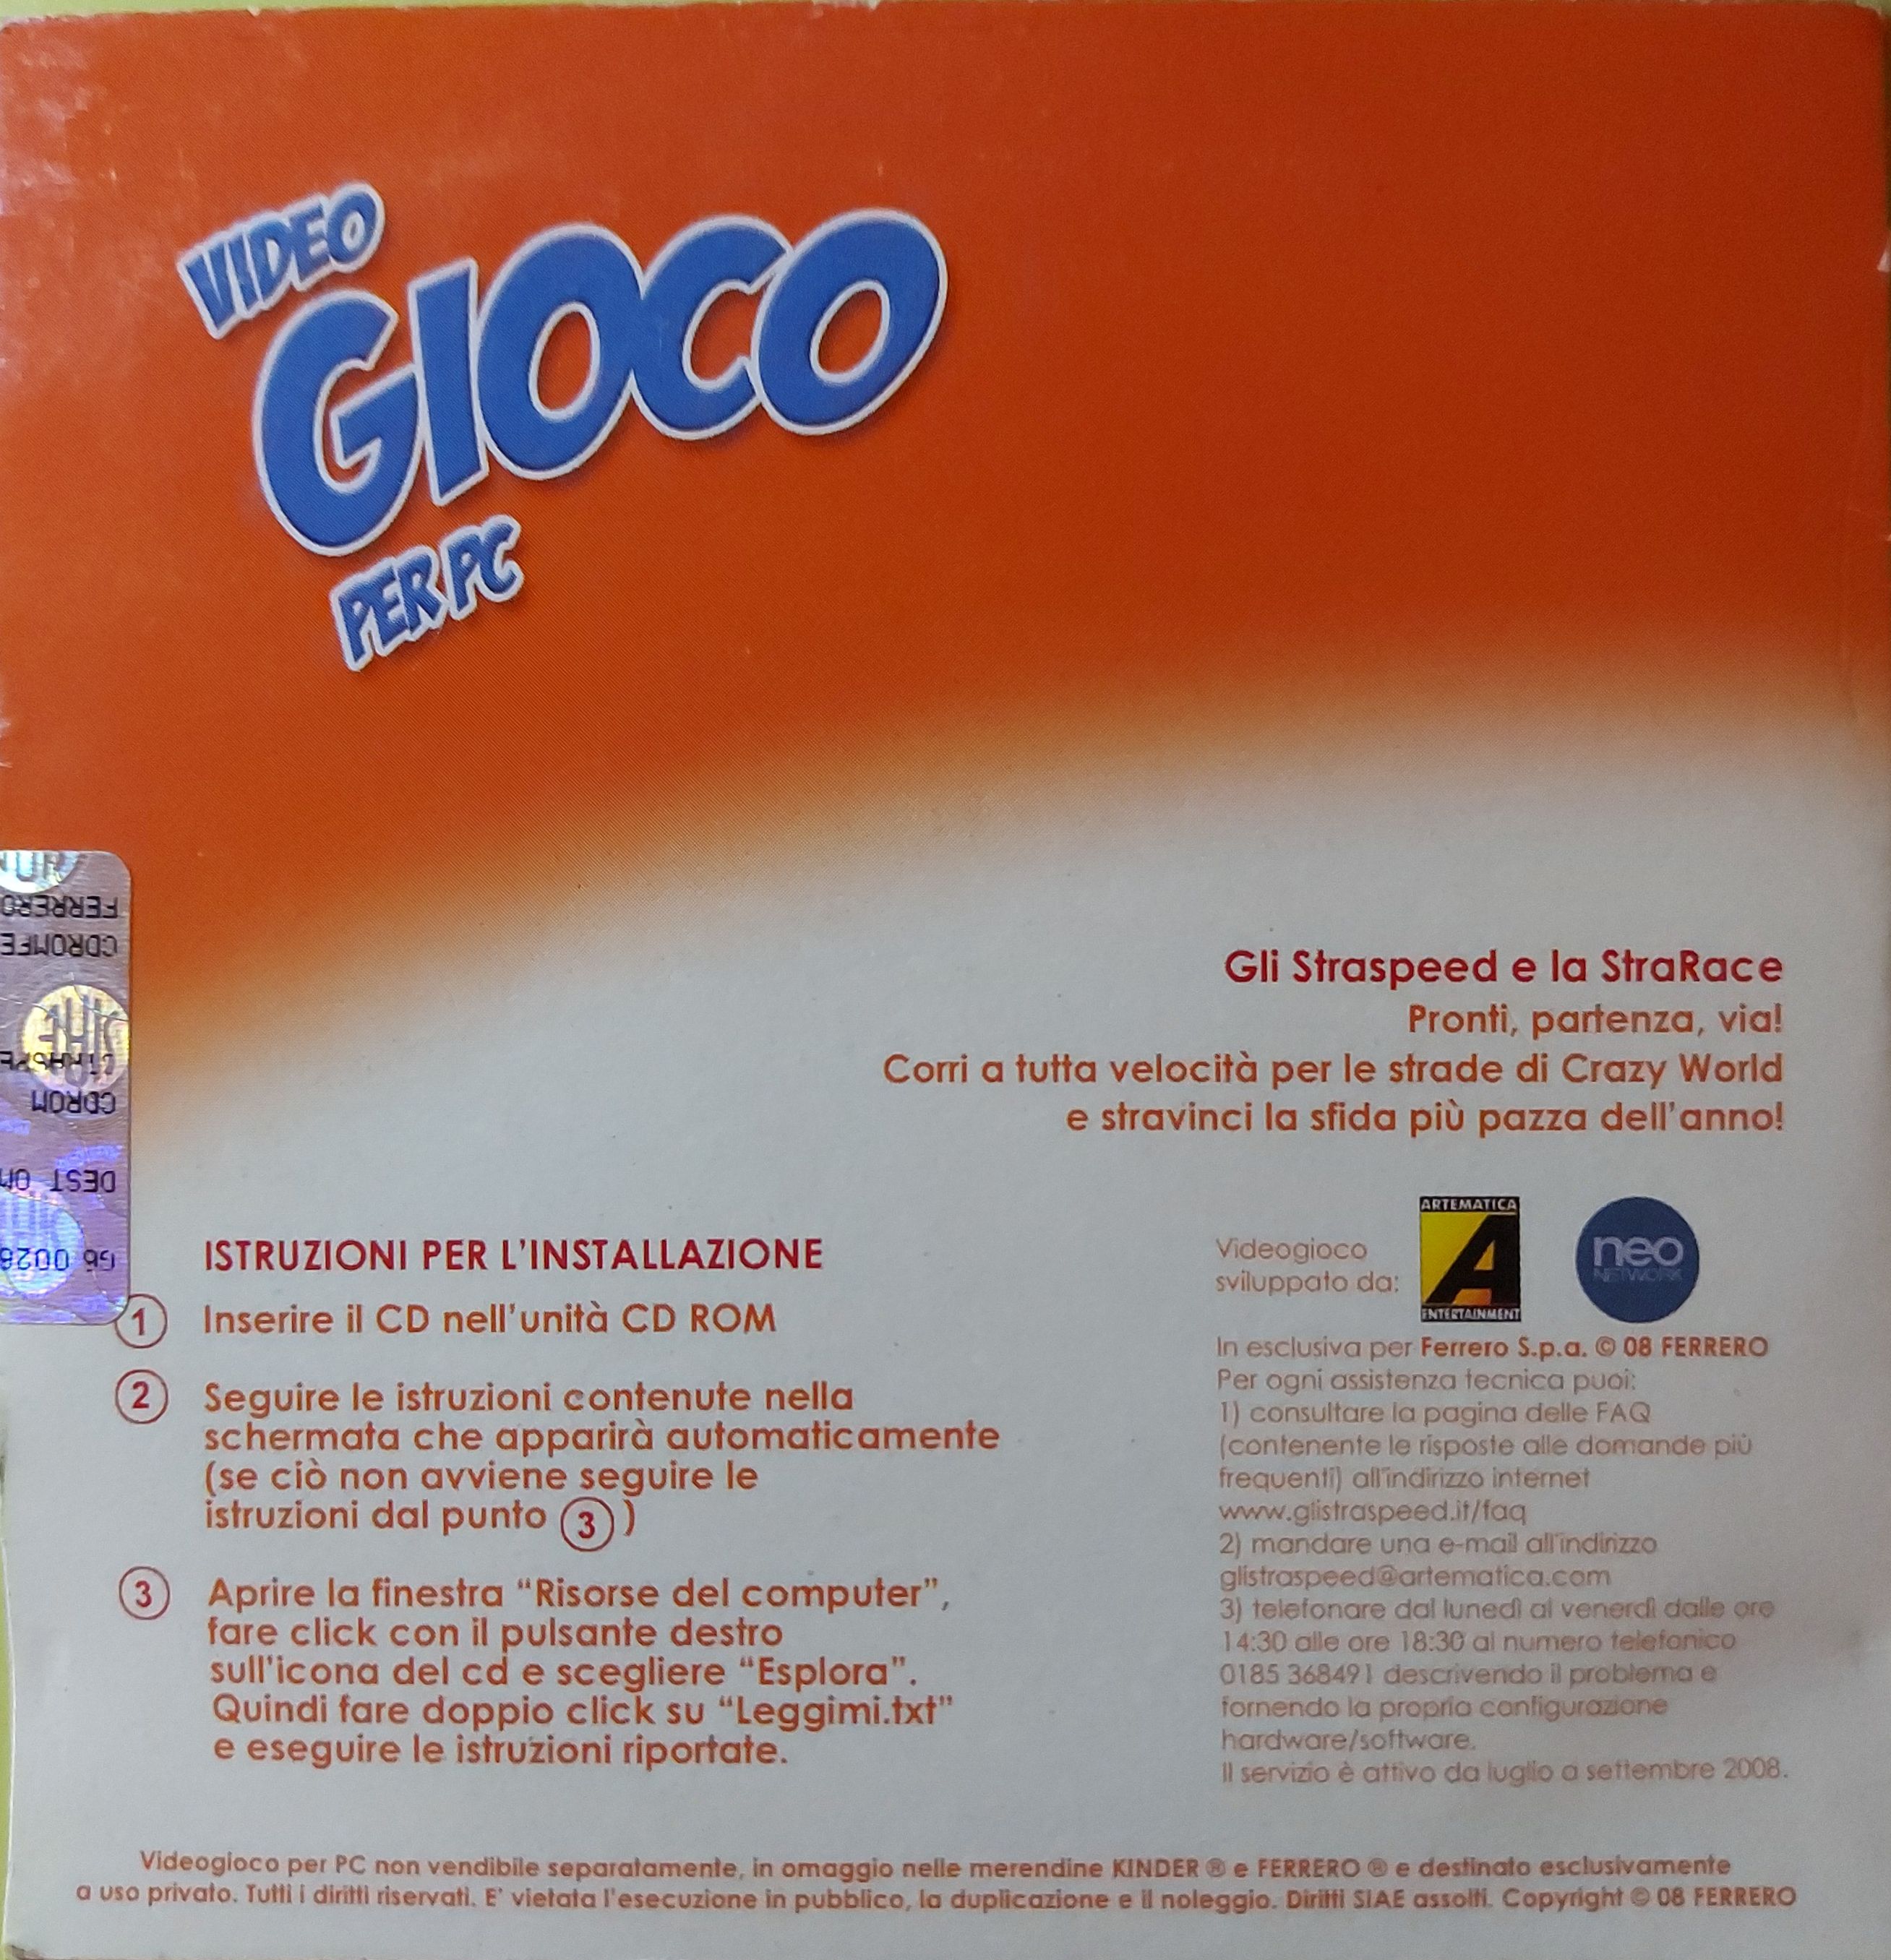 VIDEO
GIOCO
PER PC
FERRERO
CDROMFE
SIAE
CDROM
DEST OM
G6 0028
Gli Straspeed e la StraRace
Pronti, partenza, via!
Corri a tutta velocità per le strade di Crazy World
e stravinci la sfida più pazza dell'anno!
ISTRUZIONI PER L'INSTALLAZIONE
1 Inserire il CD nell'unità CD ROM
2 Seguire le istruzioni contenute nella
schermata che apparirà automaticamente
(se ciò non avviene seguire le
istruzioni dal punto 3 )
3 Aprire la finestra “Risorse del computer”,
fare click con il pulsante destro
sull'icona del cd e scegliere “Esplora”.
Quindi fare doppio click su “Leggimi.txt”
e eseguire le istruzioni riportate.
Videogioco
sviluppato da:
ARTEMATICA
A
ENTERTAINMENT
neo
NETWORK
In esclusiva per Ferrero S.p.a. © 08 FERRERO
Per ogni assistenza tecnica puoi:
1) consultare la pagina delle FAQ
(contenente le risposte alle domande più
frequenti) all'indirizzo internet
www.glistraspeed.it/faq
2) mandare una e-mail all'indirizzo
glistraspeed@artematica.com
3) telefonare dal lunedì al venerdì dalle ore
14:30 alle ore 18:30 al numero telefonico
0185 368491 descrivendo il problema e
fornendo la propria configurazione
hardware/software.
Il servizio è attivo da luglio a settembre 2008.
Videogioco per PC non vendibile separatamente, in omaggio nelle merendine KINDER ® e FERRERO ® e destinato esclusivamente
a uso privato. Tutti i diritti riservati. E' vietata l'esecuzione in pubblico, la duplicazione e il noleggio. Diritti SIAE assolti. Copyright © 08 FERRERO